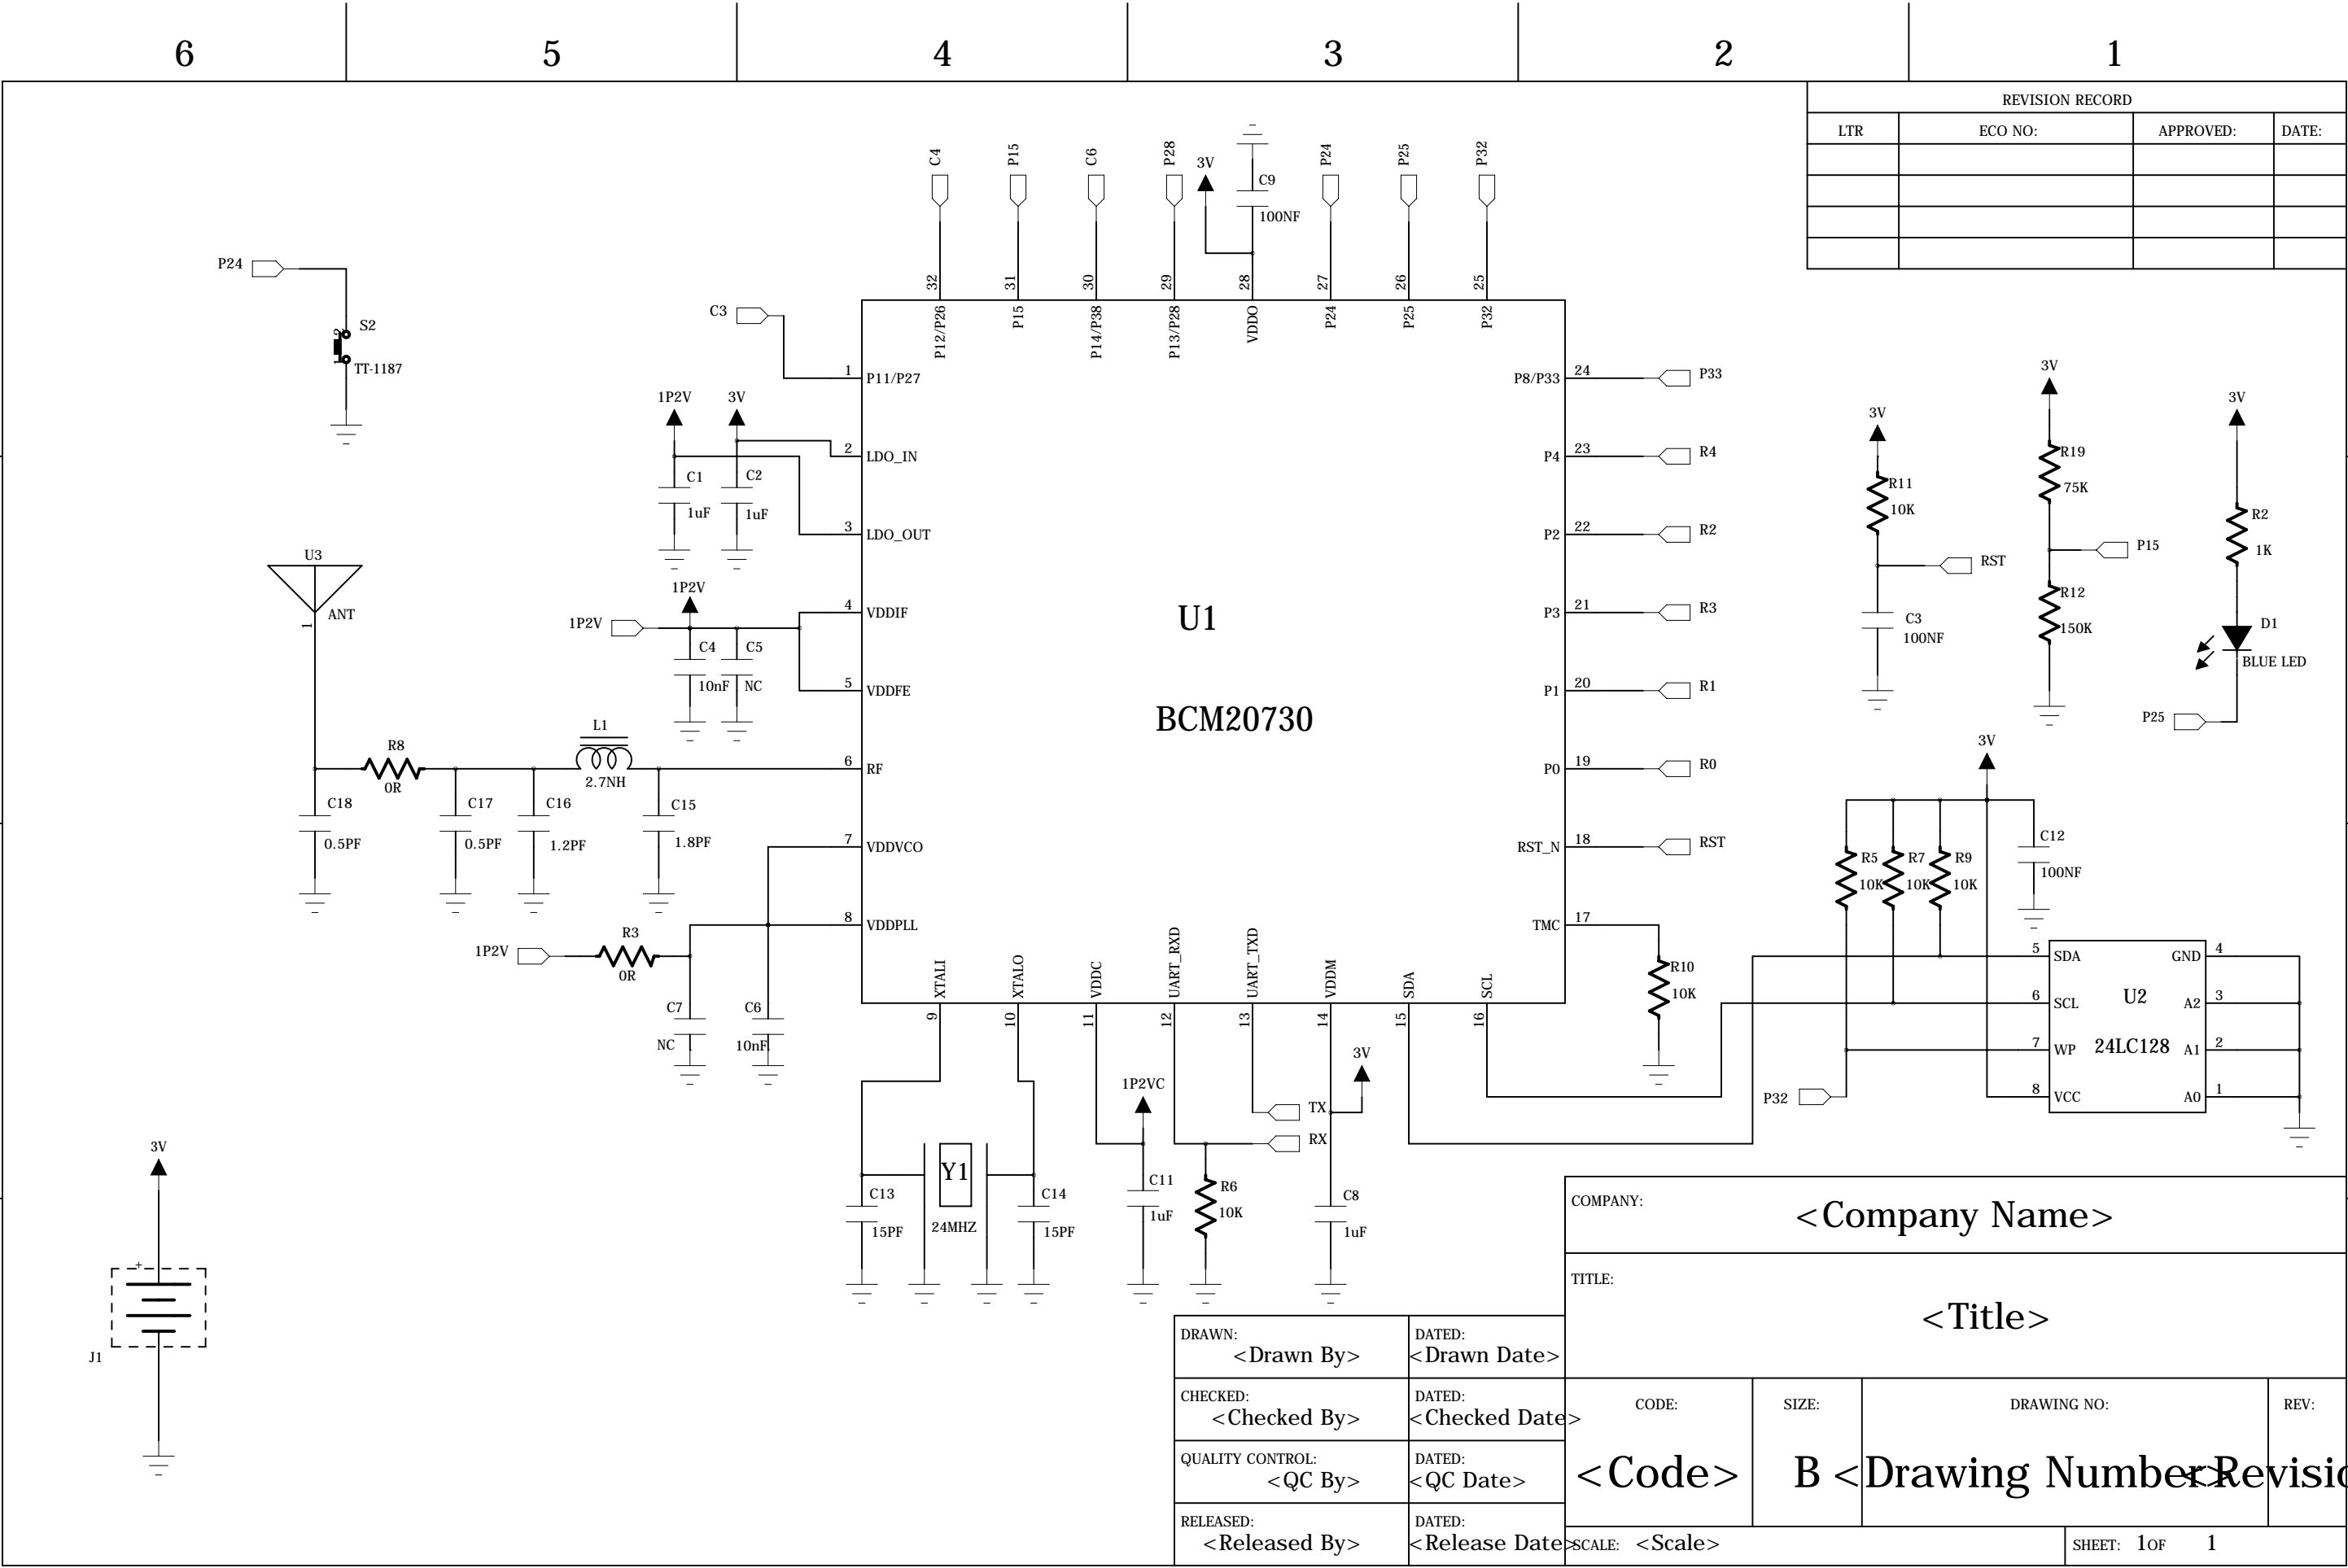 6 5 4 3 2 1
REVISION RECORD
LTR ECO NO: APPROVED: DATE:
C4 P15 C6 P28 3V C9 100NF P24 P25 P32
32 31 30 29 28 27 26 25
P12/P26 P15 P14/P38 P13/P28 VDDO P24 P25 P32
P24
S2
2
1
TT-1187
C3
1 P11/P27
1P2V 3V
2 LDO_IN
C1 C2
1uF 1uF
3 LDO_OUT
1P2V
1P2V
4 VDDIF
C4 C5
10nF NC
5 VDDFE
U3
ANT
1
R8
0R
L1
2.7NH
6 RF
C18 C17 C16 C15
0.5PF 0.5PF 1.2PF 1.8PF
7 VDDVCO
8 VDDPLL
1P2V
R3
0R
C7 C6
NC 10nF
U1
BCM20730
P8/P33 24 P33
P4 23 R4
P2 22 R2
P3 21 R3
P1 20 R1
P0 19 R0
RST_N 18 RST
TMC 17
R10
10K
XTALI XTALO VDDC UART_RXD UART_TXD VDDM SDA SCL
9 10 11 12 13 14 15 16
3V
R11
10K
RST
C3
100NF
3V
R19
75K
P15
R12
150K
3V
R2
1K
D1
BLUE LED
P25
3V
R5 R7 R9
10K 10K 10K
C12
100NF
5 SDA GND 4
6 SCL U2 A2 3
7 WP 24LC128 A1 2
8 VCC A0 1
P32
3V
1P2VC
TX
RX
Y1
24MHZ
C13
15PF
C14
15PF
C11
1uF
R6
10K
C8
1uF
3V
+
J1
COMPANY:
<Company Name>
TITLE:
<Title>
DRAWN: DATED:
<Drawn By> <Drawn Date>
CHECKED: DATED:
<Checked By> <Checked Date>
QUALITY CONTROL: DATED:
<QC By> <QC Date>
RELEASED: DATED:
<Released By> <Release Date>
CODE: SIZE: DRAWING NO: REV:
<Code> B <Drawing Number> <Revisio
SCALE: <Scale>
SHEET: 1 OF 1